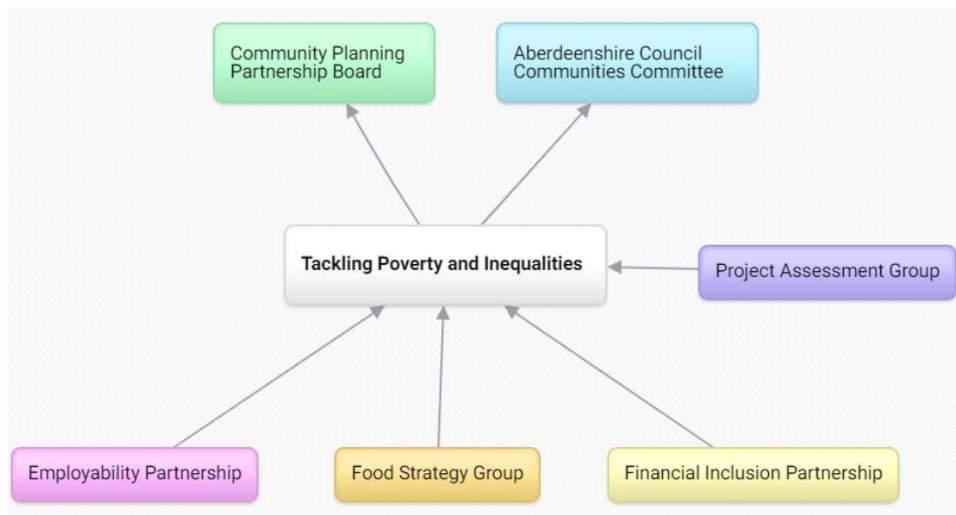 Community Planning
Partnership Board
Aberdeenshire Council
Communities Committee
Tackling Poverty and Inequalities
Project Assessment Group
Employability Partnership
Food Strategy Group
Financial Inclusion Partnership